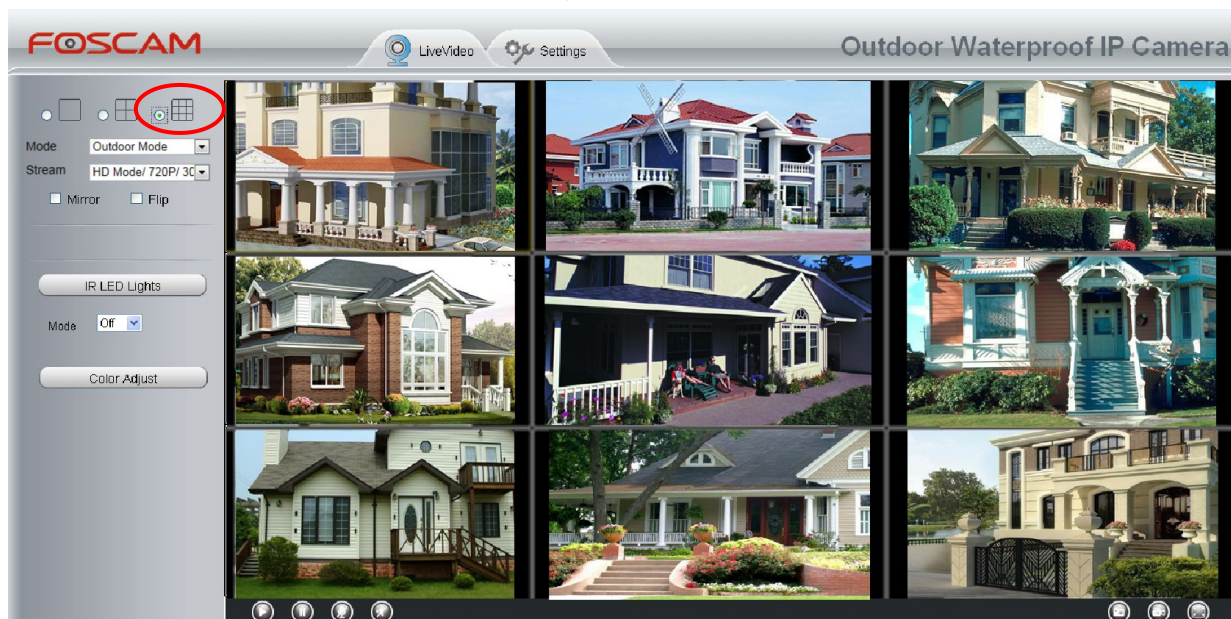 FOSCAM
LiveVideo
Settings
Outdoor Waterproof IP Camera
Mode
Outdoor Mode
Stream
HD Mode/ 720P/ 30
Mirror
Flip
IR LED Lights
Mode
Off
Color Adjust